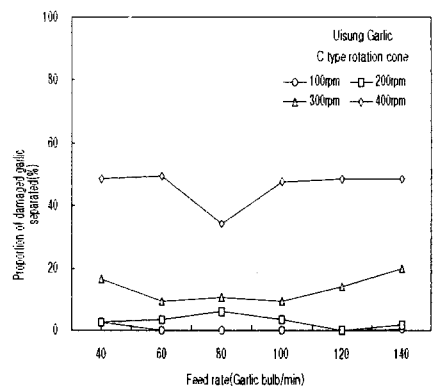 Uisung Garlic
C type rotation cone
100rpm 200rpm
300rpm 400rpm
100
80
60
40
20
0
Proportion of damaged garlic
separated(%)
40 60 80 100 120 140
Feed rate(Garlic bulb/min)